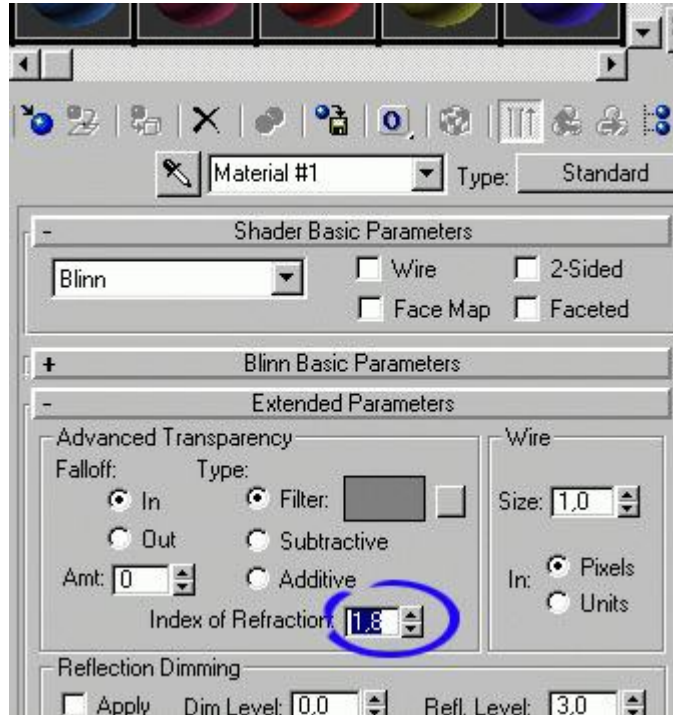 Material #1 Type: Standard
- Shader Basic Parameters
Blinn Wire 2-Sided
Face Map Faceted
+ Blinn Basic Parameters
- Extended Parameters
Advanced Transparency Wire
Falloff: Type:
In Filter: Size: 1,0
Out Subtractive
Amt: 0 Additive In: Pixels
Units
Index of Refraction: 1,8
Reflection Dimming
Apply Dim Level: 0,0 Refl. Level: 3,0